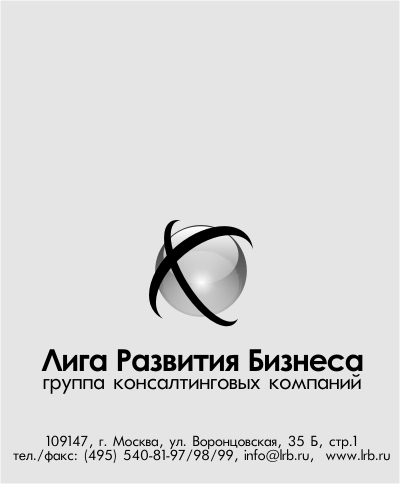 Лига Развития Бизнеса
группа консалтинговых компаний
109147, г. Москва, ул. Воронцовская, 35 Б, стр.1
тел./факс: (495) 540-81-97/98/99, info@lrb.ru, www.lrb.ru